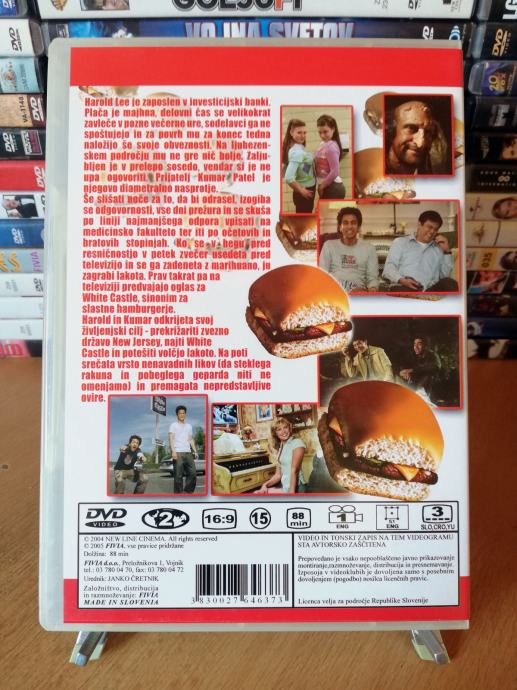 VOJNA SVETOV
Harold Lee je zaposlen v investicijski banki.
Plača je majhna, delovni čas se velikokrat
zavleče v pozne večerne ure, sodelavci ga ne
spoštujejo in za povrh mu za konec tedna
naložijo še svoje obveznosti. Na ljubezen-
skem področju mu ne gre nič bolje. Zalju-
bljen je v prelepo sosedo, vendar si je ne
upa ogovoriti. Prijatelj Kumar Patel je
njegovo diametralno nasprotje.
Še slišati noče za to, da bi odrasel, izogiba
se odgovornosti, vse dni prežura in se skuša
po liniji najmanjšega odpora vpisati na
medicinsko fakulteto ter iti po očetovih in
bratovih stopinjah. Ko se v begu pred
resničnostjo v petek zvečer usedeta pred
televizijo in se ga zadeneta z marihuano, ju
zagrabi lakota. Prav takrat pa na
televiziji predvajajo oglas za
White Castle, sinonim za
slastne hamburgerje.
Harold in Kumar odkrijeta svoj
življenjski cilj - prekrižariti zvezno
državo New Jersey, najti White
Castle in potešiti volčjo lakoto. Na poti
srečata vrsto nenavadnih likov (da steklega
rakuna in pobeglega geparda niti ne
omenjamo) in premagata nepredstavljive
ovire.
DVD VIDEO 2 16:9 15 88 min 1 ENG 5.1 ENG 3 SLO,CRO,YU
© 2004 NEW LINE CINEMA. All rights reserved
© 2005 FIVIA, vse pravice pridržane
Dolžina: 88 min
FIVIA d.o.o., Preložnikova 1, Vojnik
tel.: 03 780 04 70, fax: 03 780 04 72
Urednik: JANKO ČRETNIK
Založništvo, distribucija
in razmnoževanje: FIVIA
MADE IN SLOVENIA
3 830027 646373
VIDEO IN TONSKI ZAPIS NA TEM VIDEOGRAMU
STA AVTORSKO ZAŠČITENA
Prepovedano je vsako nepooblaščeno javno prikazovanje
montiranje,razmnoževanje, distribucija in presnemavanje.
Izposoja v videoklubih je dovoljena samo s posebnim
dovoljenjem (pogodbo) nosilca licenčnih pravic.
Licenca velja za področje Republike Slovenije